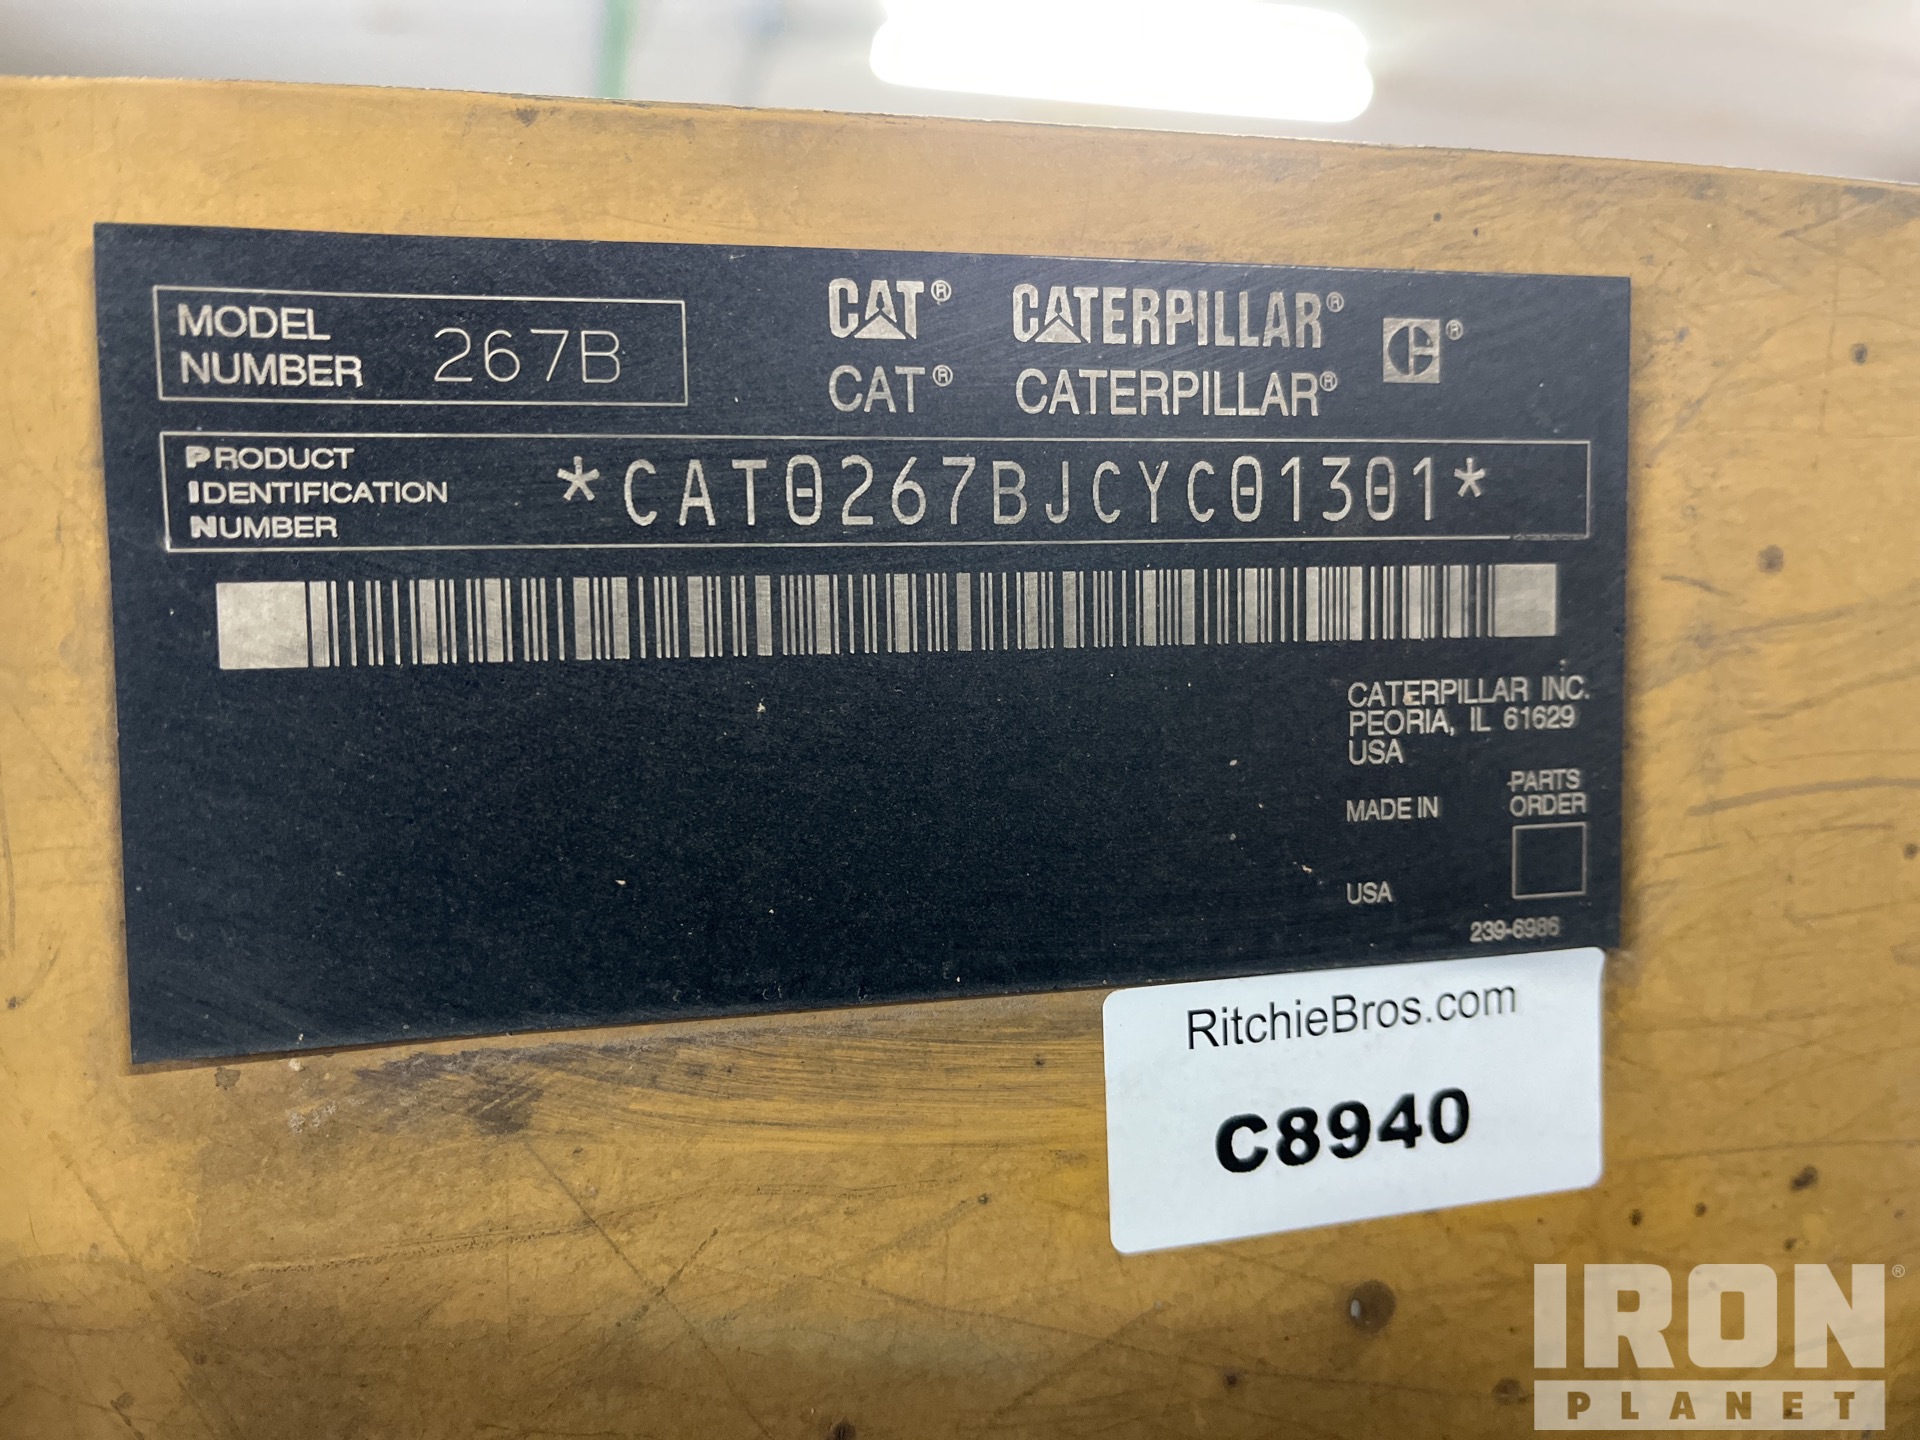 MODEL NUMBER 267B
CAT® CATERPILLAR® C®
CAT® CATERPILLAR®
PRODUCT IDENTIFICATION NUMBER *CAT0267BJCYC01301*
CATERPILLAR INC.
PEORIA, IL 61629
USA
MADE IN
USA
PARTS
ORDER
239-6986
RitchieBros.com
C8940
IRON®
PLANET